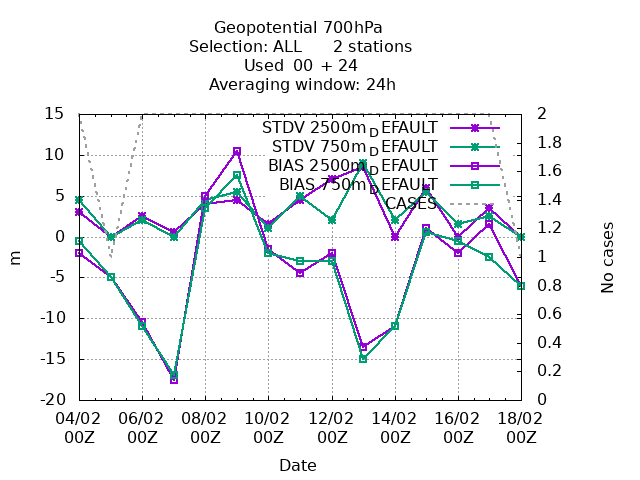 Geopotential 700hPa
Selection: ALL      2 stations
Used  00  + 24
Averaging window: 24h
15
10
5
0
-5
-10
-15
-20
m
STDV 2500m_DEFAULT
STDV 750m_DEFAULT
BIAS 2500m_DEFAULT
BIAS 750m_DEFAULT
CASES
2
1.8
1.6
1.4
1.2
1
0.8
0.6
0.4
0.2
0
No cases
04/02 06/02 08/02 10/02 12/02 14/02 16/02 18/02
00Z 00Z 00Z 00Z 00Z 00Z 00Z 00Z
Date